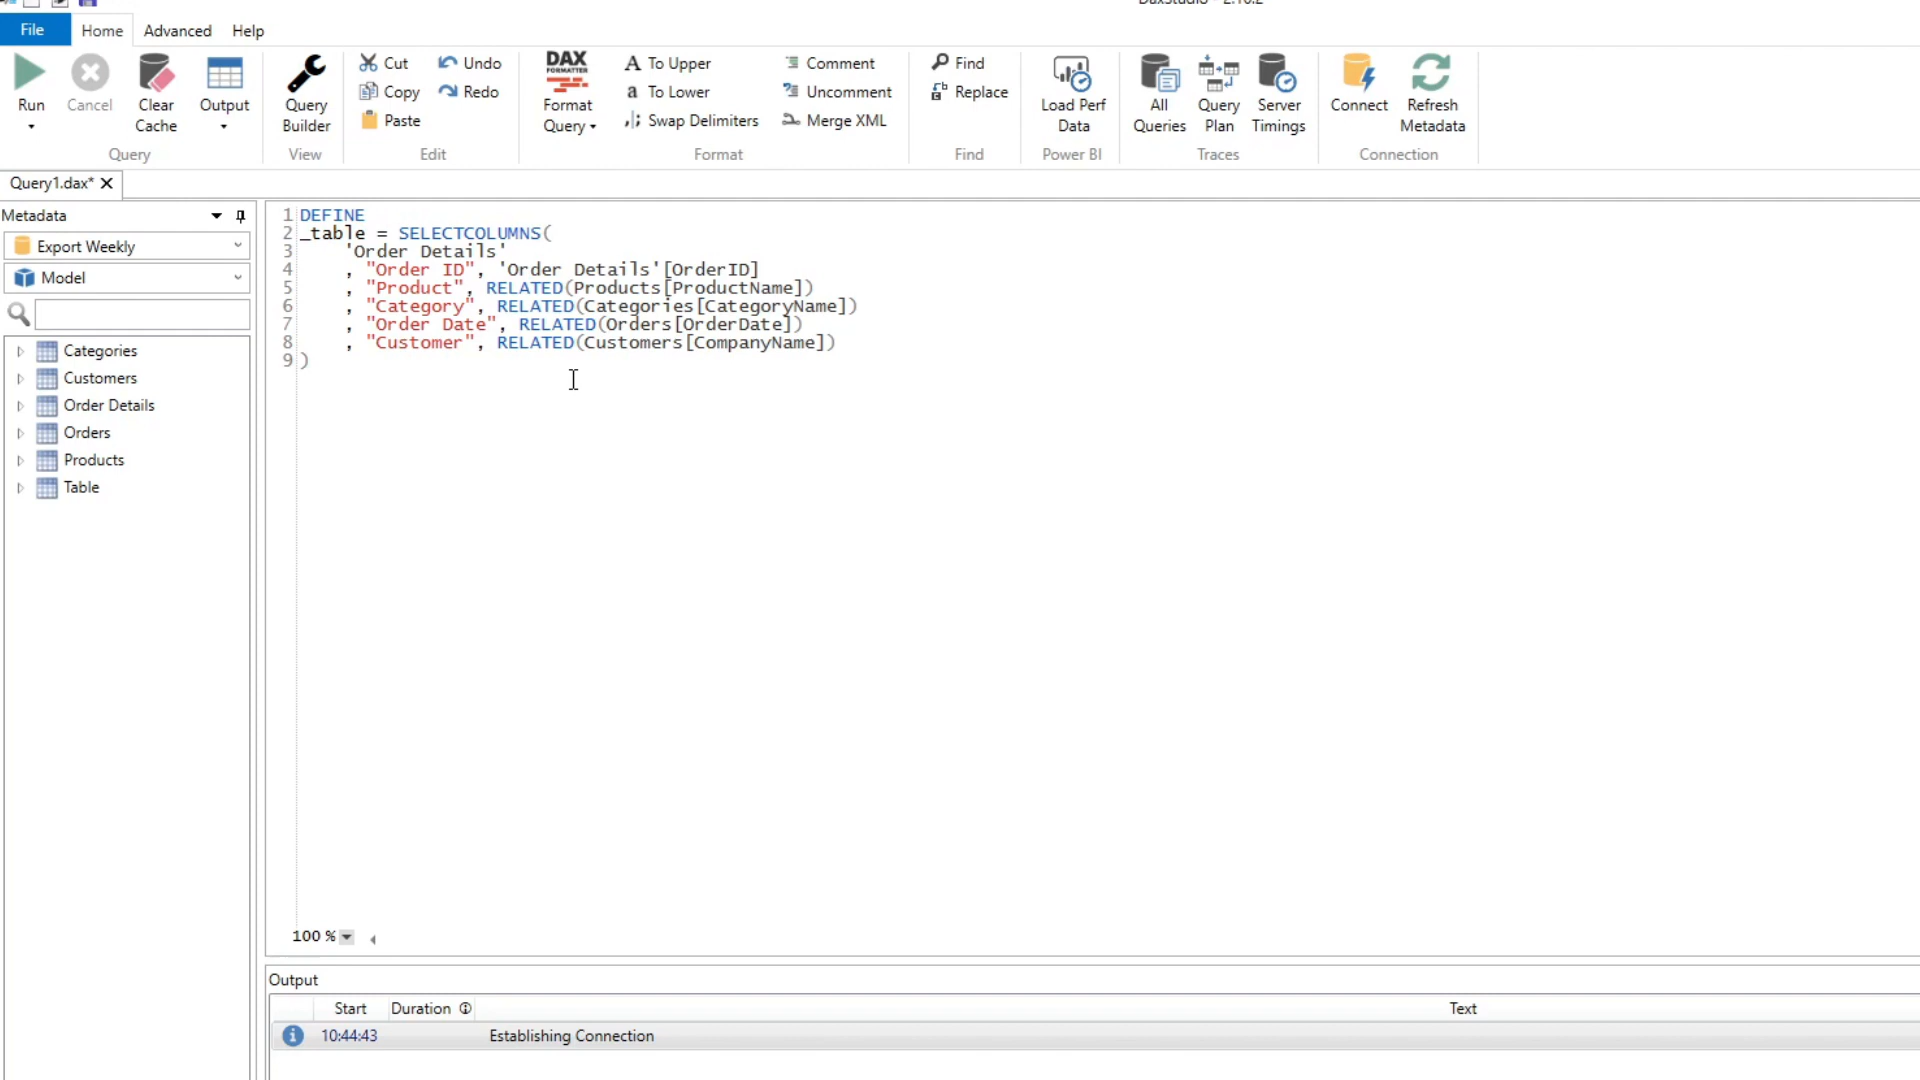 DaxStudio - 2.16.2
File Home Advanced Help
Run Cancel Clear Cache Output
Query
Query Builder
View
Cut Undo
Copy Redo
Paste
Edit
DAX FORMATTER
Format Query
To Upper Comment
To Lower Uncomment
Swap Delimiters Merge XML
Format
Find
Replace
Find
Load Perf Data
Power BI
All Queries Query Plan Server Timings
Traces
Connect Refresh Metadata
Connection
Query1.dax*
Metadata
Export Weekly
Model
Categories
Customers
Order Details
Orders
Products
Table
1 DEFINE
2 _table = SELECTCOLUMNS(
3 'Order Details'
4 , "Order ID", 'Order Details'[OrderID]
5 , "Product", RELATED(Products[ProductName])
6 , "Category", RELATED(Categories[CategoryName])
7 , "Order Date", RELATED(Orders[OrderDate])
8 , "Customer", RELATED(Customers[CompanyName])
9 )
100 %
Output
Start Duration Text
10:44:43 Establishing Connection